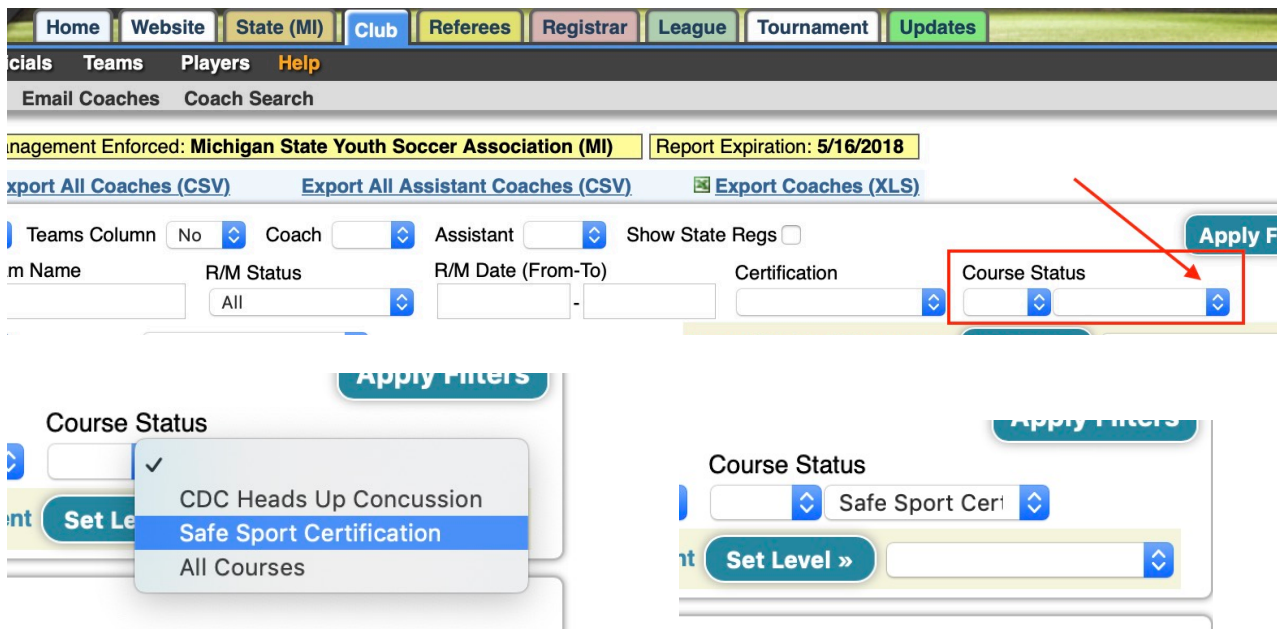 Home Website State (MI) Club Referees Registrar League Tournament Updates
icials Teams Players Help
Email Coaches Coach Search
nagement Enforced: Michigan State Youth Soccer Association (MI) Report Expiration: 5/16/2018
xport All Coaches (CSV) Export All Assistant Coaches (CSV) Export Coaches (XLS)
Teams Column No Coach Assistant Show State Regs Apply F
m Name R/M Status R/M Date (From-To) Certification Course Status
All -
Apply Filters
Course Status
CDC Heads Up Concussion
nt Set Le
Safe Sport Certification
All Courses
Apply Filters
Course Status
Safe Sport Cert
nt Set Level »